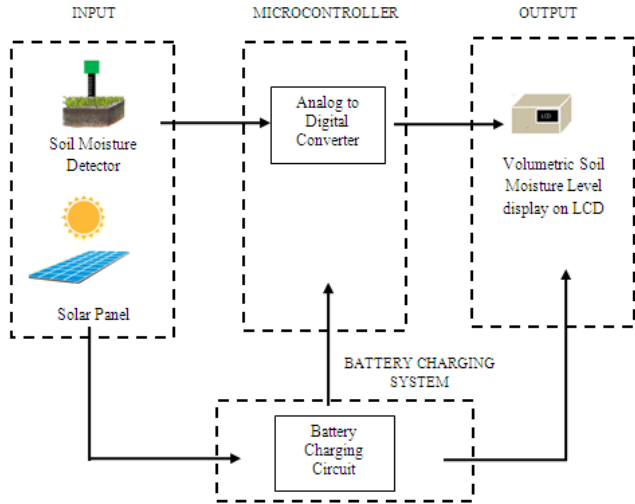 INPUT
MICROCONTROLLER
OUTPUT
Soil Moisture
Detector
Solar Panel
Analog to
Digital
Converter
LCD
Volumetric Soil
Moisture Level
display on LCD
BATTERY CHARGING
SYSTEM
Battery
Charging
Circuit